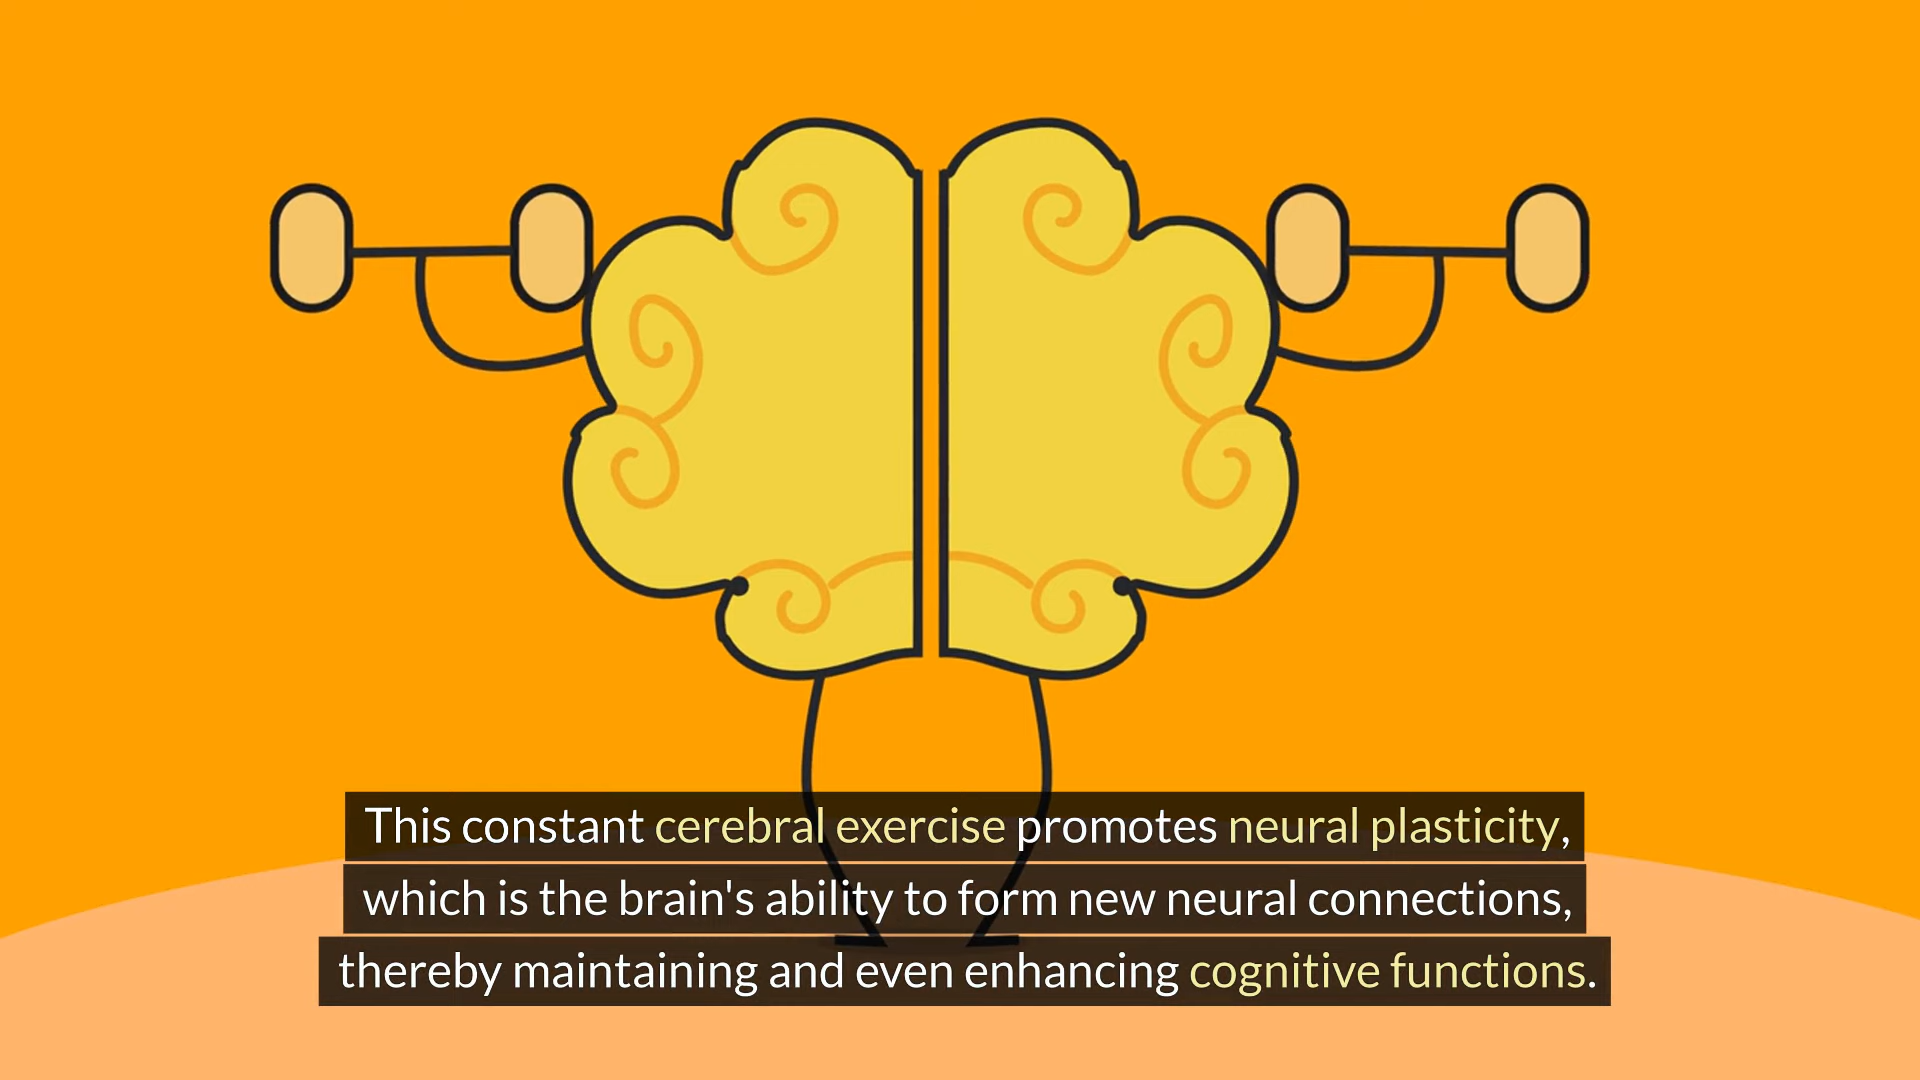 This constant cerebral exercise promotes neural plasticity,
which is the brain's ability to form new neural connections,
thereby maintaining and even enhancing cognitive functions.